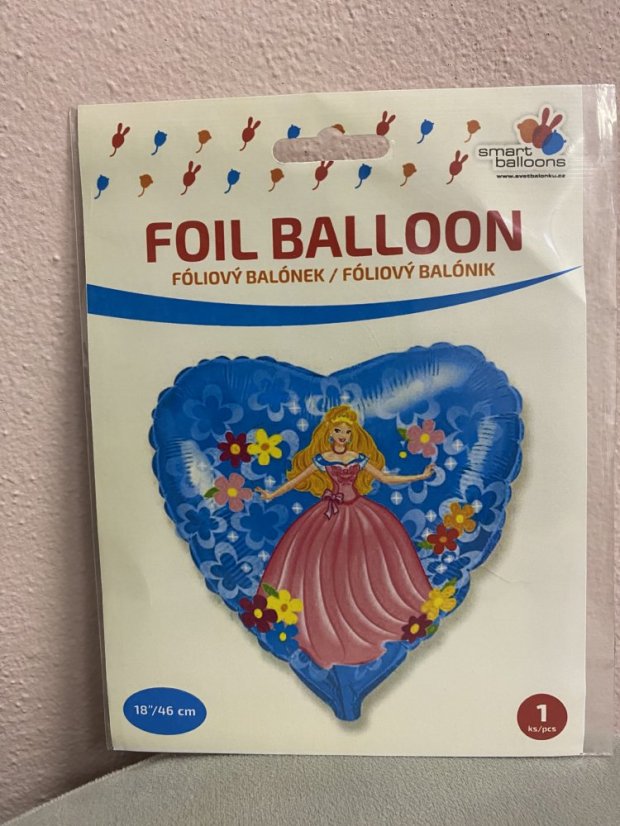 smart
balloons
www.svetbalonku.cz
FOIL BALLOON
FÓLIOVÝ BALÓNEK / FÓLIOVÝ BALÓNIK
18"/46 cm
1
ks/pcs